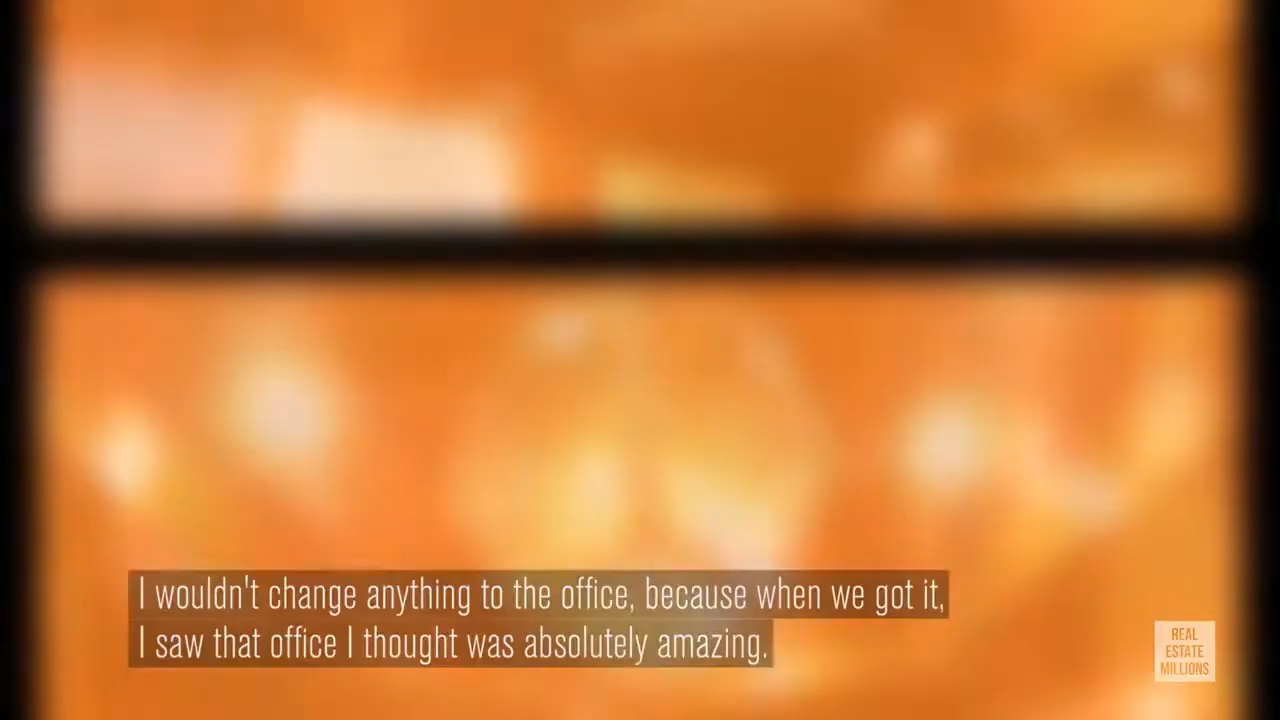 I wouldn't change anything to the office, because when we got it,
I saw that office I thought was absolutely amazing.
REAL
ESTATE
MILLIONS